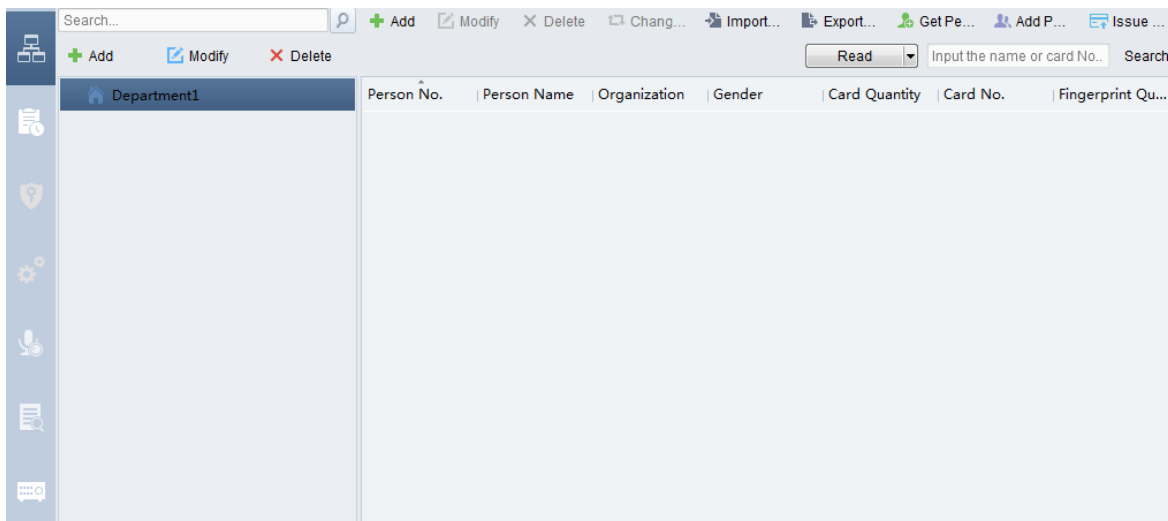 Search... Add Modify Delete Chang... Import... Export... Get Pe... Add P... Issue ...
Add Modify Delete Read Input the name or card No.. Search
Department1 Person No. Person Name Organization Gender Card Quantity Card No. Fingerprint Qu...